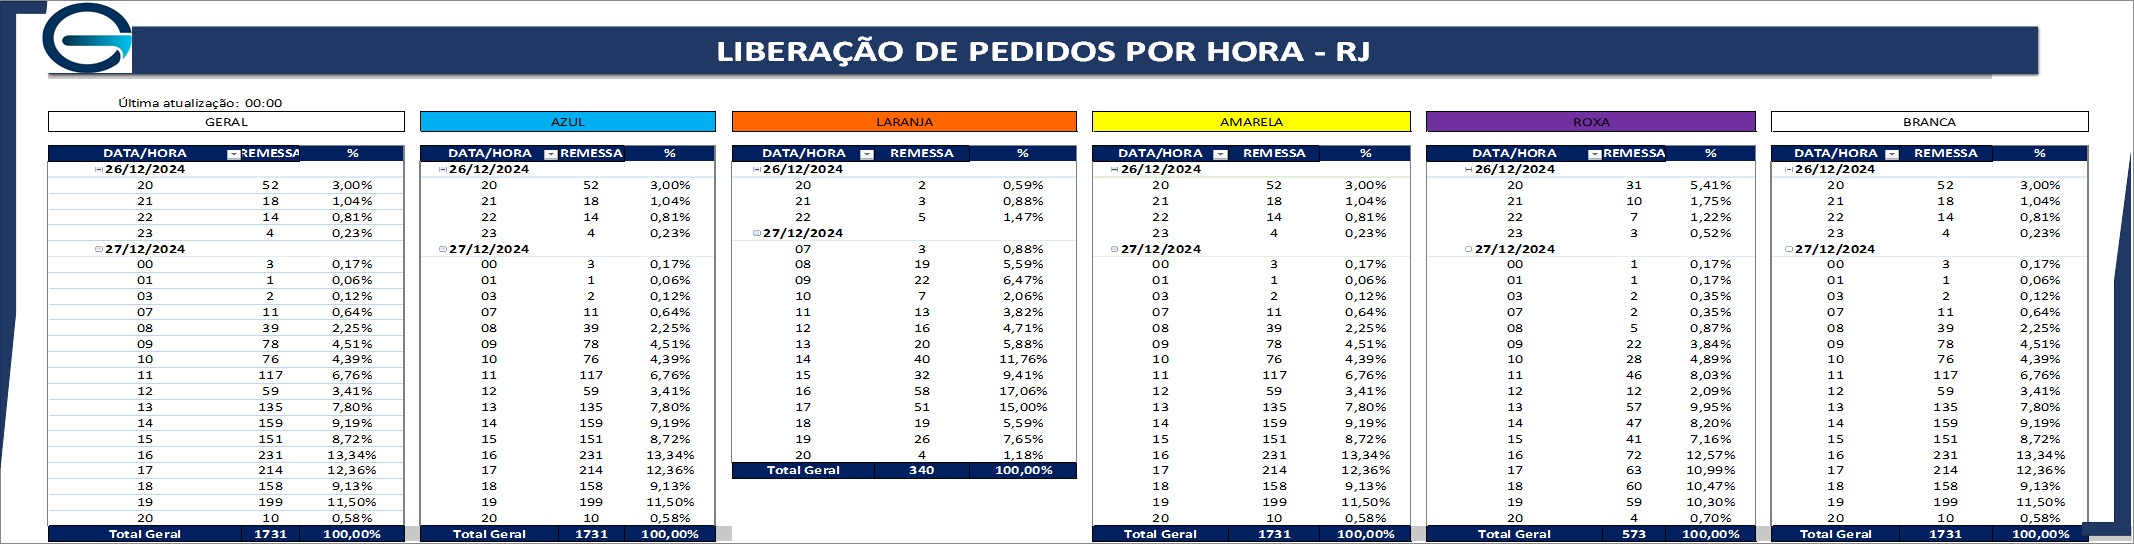 LIBERAÇÃO DE PEDIDOS POR HORA - RJ
Última atualização: 00:00
GERAL AZUL LARANJA AMARELA ROXA BRANCA
DATA/HORA REMESSA % DATA/HORA REMESSA % DATA/HORA REMESSA % DATA/HORA REMESSA % DATA/HORA REMESSA % DATA/HORA REMESSA %
26/12/2024 26/12/2024 26/12/2024 26/12/2024 26/12/2024 26/12/2024
20 52 3,00% 20 52 3,00% 20 2 0,59% 20 52 3,00% 20 31 5,41% 20 52 3,00%
21 18 1,04% 21 18 1,04% 21 3 0,88% 21 18 1,04% 21 10 1,75% 21 18 1,04%
22 14 0,81% 22 14 0,81% 22 5 1,47% 22 14 0,81% 22 7 1,22% 22 14 0,81%
23 4 0,23% 23 4 0,23% 27/12/2024 23 4 0,23% 23 3 0,52% 23 4 0,23%
27/12/2024 27/12/2024 07 3 0,88% 27/12/2024 27/12/2024 27/12/2024
00 3 0,17% 00 3 0,17% 08 19 5,59% 00 3 0,17% 00 1 0,17% 00 3 0,17%
01 1 0,06% 01 1 0,06% 09 22 6,47% 01 1 0,06% 01 1 0,17% 01 1 0,06%
03 2 0,12% 03 2 0,12% 10 7 2,06% 03 2 0,12% 03 2 0,35% 03 2 0,12%
07 11 0,64% 07 11 0,64% 11 13 3,82% 07 11 0,64% 07 2 0,35% 07 11 0,64%
08 39 2,25% 08 39 2,25% 12 16 4,71% 08 39 2,25% 08 5 0,87% 08 39 2,25%
09 78 4,51% 09 78 4,51% 13 20 5,88% 09 78 4,51% 09 22 3,84% 09 78 4,51%
10 76 4,39% 10 76 4,39% 14 40 11,76% 10 76 4,39% 10 28 4,89% 10 76 4,39%
11 117 6,76% 11 117 6,76% 15 32 9,41% 11 117 6,76% 11 46 8,03% 11 117 6,76%
12 59 3,41% 12 59 3,41% 16 58 17,06% 12 59 3,41% 12 12 2,09% 12 59 3,41%
13 135 7,80% 13 135 7,80% 17 51 15,00% 13 135 7,80% 13 57 9,95% 13 135 7,80%
14 159 9,19% 14 159 9,19% 18 19 5,59% 14 159 9,19% 14 47 8,20% 14 159 9,19%
15 151 8,72% 15 151 8,72% 19 26 7,65% 15 151 8,72% 15 41 7,16% 15 151 8,72%
16 231 13,34% 16 231 13,34% 20 4 1,18% 16 231 13,34% 16 72 12,57% 16 231 13,34%
17 214 12,36% 17 214 12,36% Total Geral 340 100,00% 17 214 12,36% 17 63 10,99% 17 214 12,36%
18 158 9,13% 18 158 9,13% 18 158 9,13% 18 60 10,47% 18 158 9,13%
19 199 11,50% 19 199 11,50% 19 199 11,50% 19 59 10,30% 19 199 11,50%
20 10 0,58% 20 10 0,58% 20 10 0,58% 20 4 0,70% 20 10 0,58%
Total Geral 1731 100,00% Total Geral 1731 100,00% Total Geral 1731 100,00% Total Geral 573 100,00% Total Geral 1731 100,00%